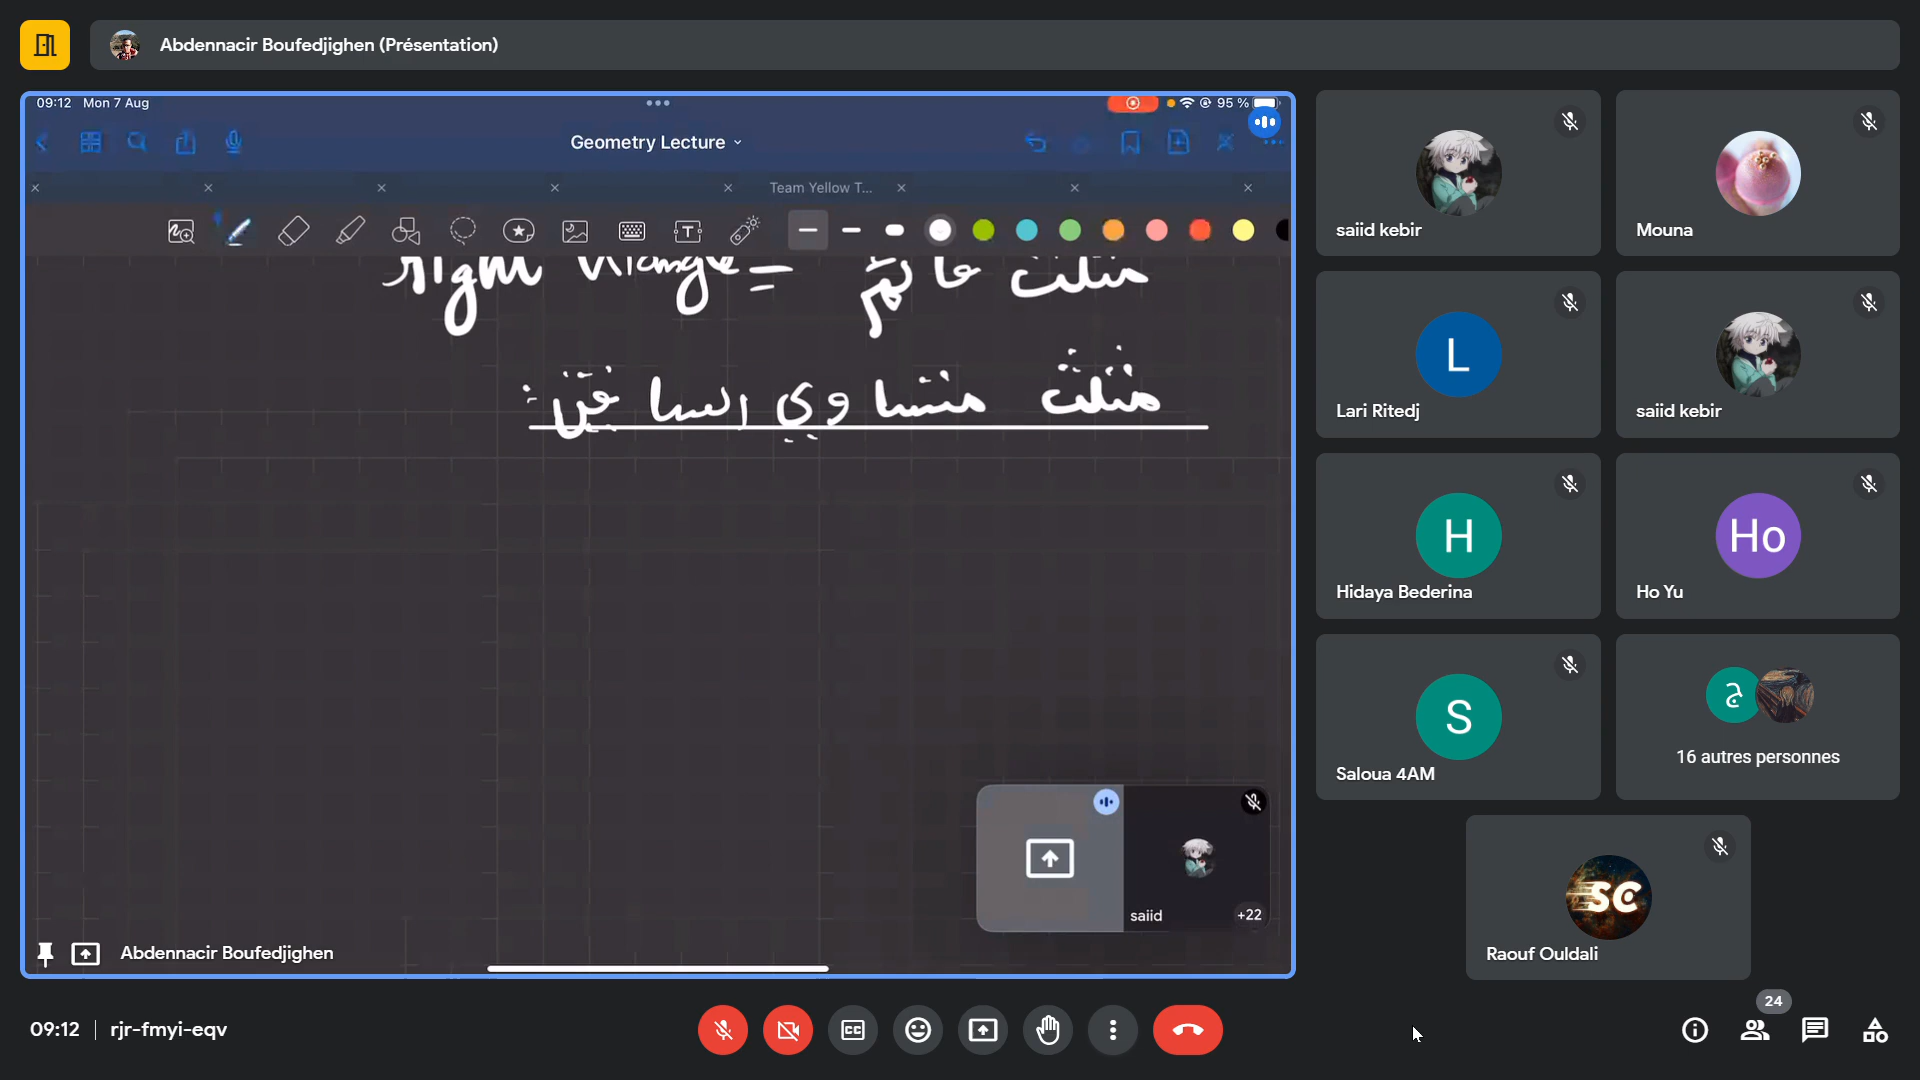 Abdennacir Boufedjighen (Présentation)
09:12 Mon 7 Aug
95 %
Geometry Lecture
Team Yellow T...
right triangle = مثلث قائم
مثلث متساوي الساقين:
saiid
+22
Abdennacir Boufedjighen
saiid kebir
Mouna
L
Lari Ritedj
saiid kebir
H
Hidaya Bederina
Ho
Ho Yu
S
Saloua 4AM
16 autres personnes
SC
Raouf Ouldali
09:12 | rjr-fmyi-eqv
24